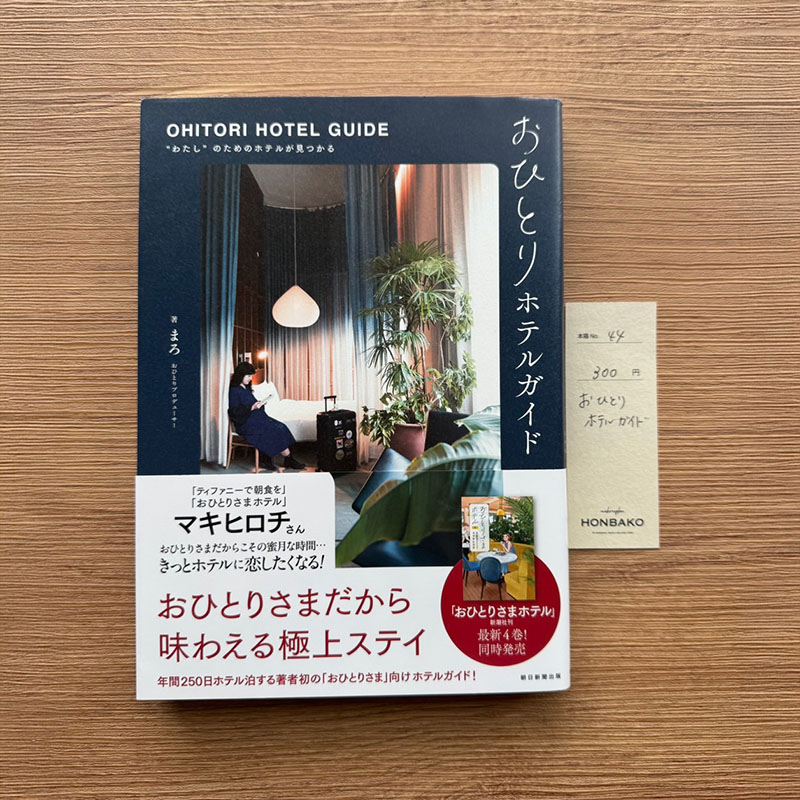 OHITORI HOTEL GUIDE
“わたし”のためのホテルが見つかる
おひとりホテルガイド
著 まろ
おひとりプロデューサー
「ティファニーで朝食を」
「おひとりさまホテル」
マキヒロチさん
おひとりさまだからこその蜜月な時間…
きっとホテルに恋したくなる!
おひとりさまだから
味わえる極上ステイ
年間250日ホテル泊する著者初の「おひとりさま」向けホテルガイド!
おひとりさま
ホテル
「おひとりさまホテル」
新潮社刊
最新4巻!
同時発売
朝日新聞出版
本箱 No. 44
300 円
おひとり
ホテルガイド
HONBAKO